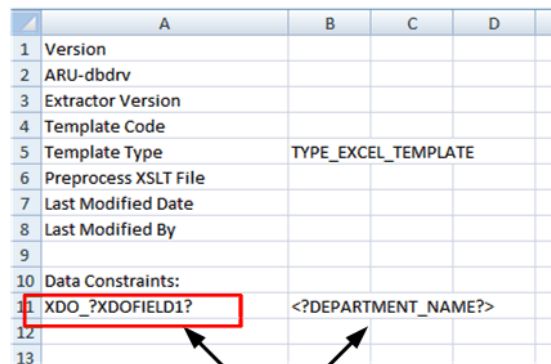 A B C D
1 Version
2 ARU-dbdrv
3 Extractor Version
4 Template Code
5 Template Type TYPE_EXCEL_TEMPLATE
6 Preprocess XSLT File
7 Last Modified Date
8 Last Modified By
9
10 Data Constraints:
11 XDO_?XDOFIELD1? <?DEPARTMENT_NAME?>
12
13